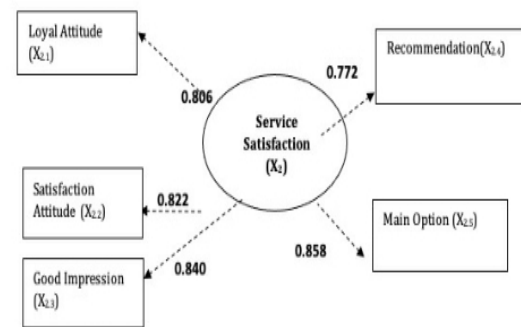 Loyal Attitude
(X₂.₁)
0.806
Service
Satisfaction
(X₂)
0.772
Recommendation(X₂.₄)
Satisfaction
Attitude (X₂.₂)
0.822
Good Impression
(X₂.₃)
0.840
0.858
Main Option (X₂.₅)